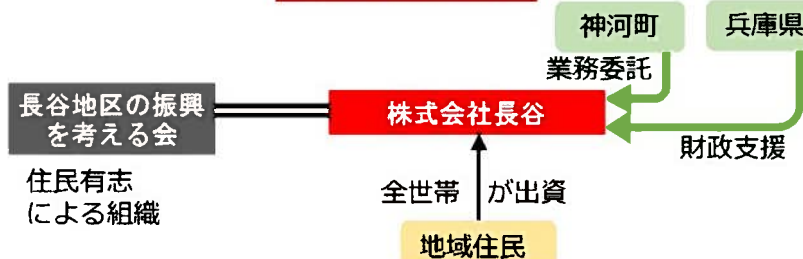 神河町
兵庫県
業務委託
長谷地区の振興
を考える会
株式会社長谷
財政支援
住民有志
による組織
全世帯が出資
地域住民